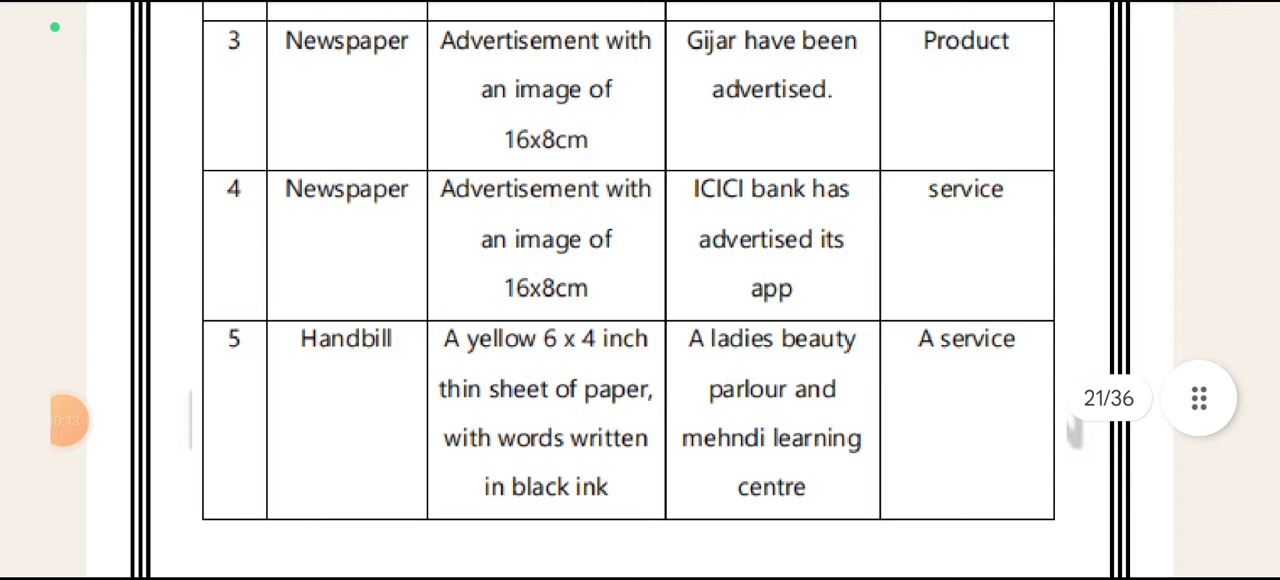 3 Newspaper Advertisement with Gijar have been Product
an image of advertised.
16x8cm
4 Newspaper Advertisement with ICICI bank has service
an image of advertised its
16x8cm app
5 Handbill A yellow 6 x 4 inch A ladies beauty A service
thin sheet of paper, parlour and
with words written mehndi learning
in black ink centre
21/36